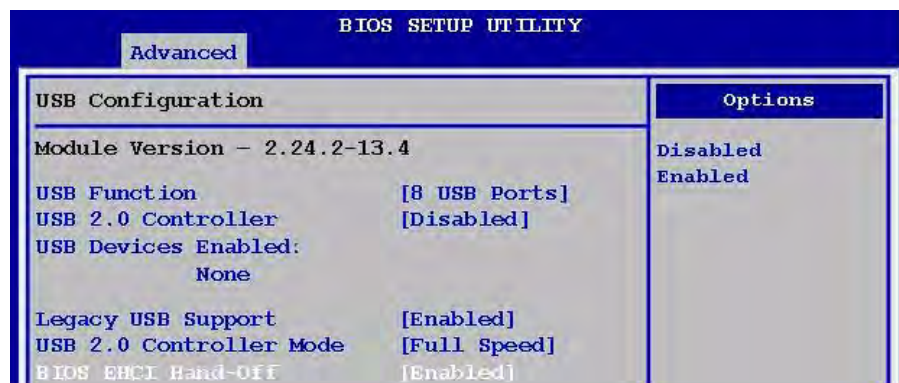 BIOS SETUP UTILITY
Advanced
USB Configuration
Options
Module Version - 2.24.2-13.4
Disabled
Enabled
USB Function [8 USB Ports]
USB 2.0 Controller [Disabled]
USB Devices Enabled:
None
Legacy USB Support [Enabled]
USB 2.0 Controller Mode [Full Speed]
BIOS EHCI Hand-Off [Enabled]